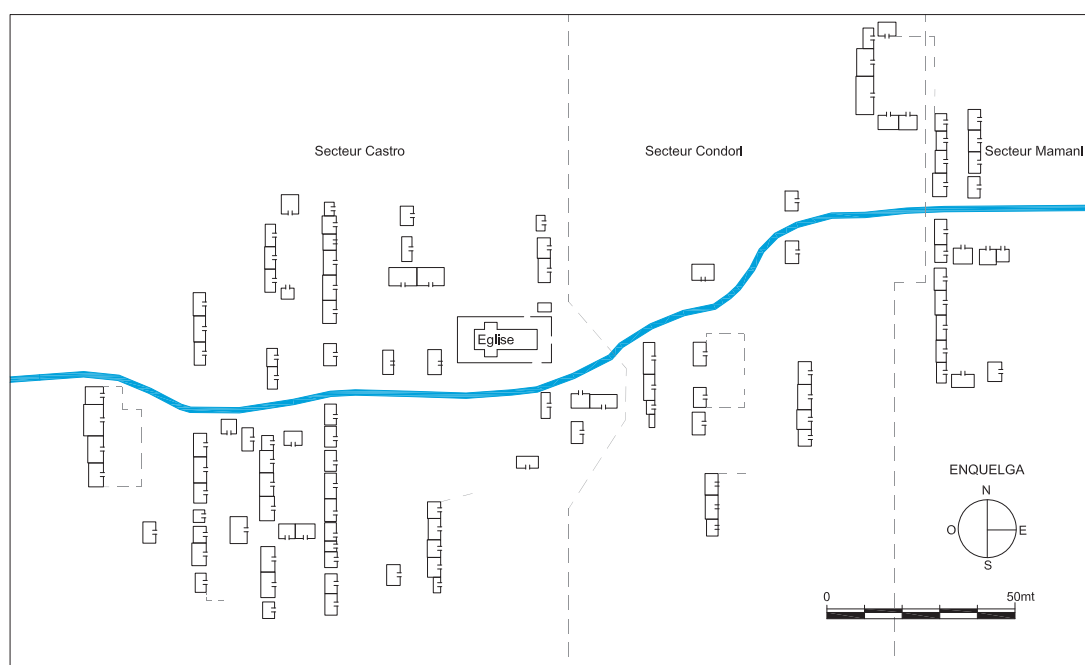 Secteur Castro
Secteur Condori
Secteur Mamani
Eglise
ENQUELGA
N
O
E
S
0
50mt